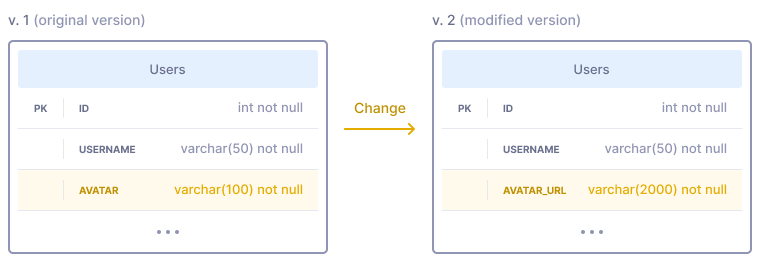 v. 1 (original version)
Users
PK ID int not null
USERNAME varchar(50) not null
AVATAR varchar(100) not null
Change
v. 2 (modified version)
Users
PK ID int not null
USERNAME varchar(50) not null
AVATAR_URL varchar(2000) not null